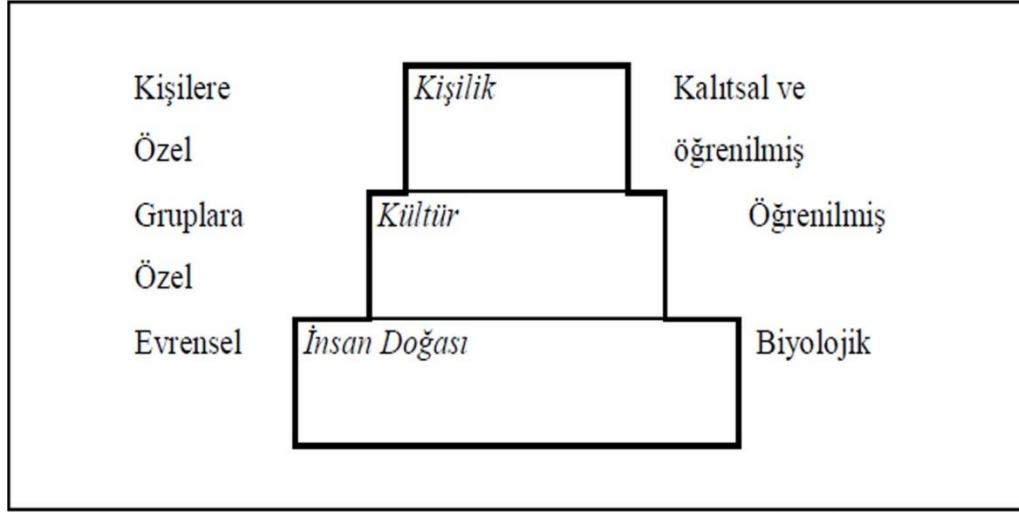 Kişilere Kişilik Kalıtsal ve
Özel öğrenilmiş
Gruplara Kültür Öğrenilmiş
Özel
Evrensel İnsan Doğası Biyolojik